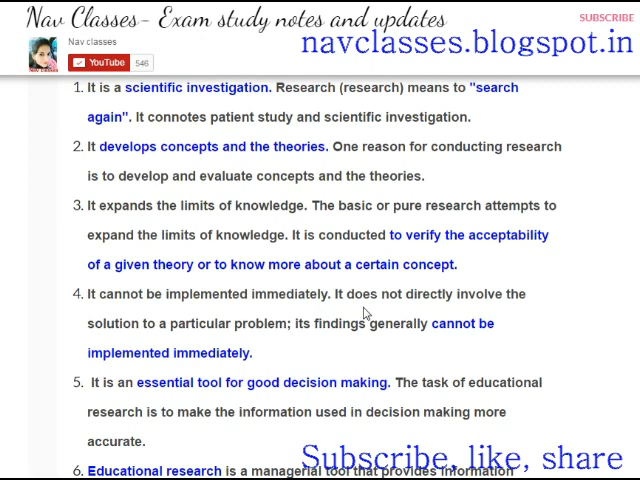 Nav Classes- Exam study notes and updates
SUBSCRIBE
navclasses.blogspot.in
Nav classes
YouTube 546
1. It is a scientific investigation. Research (research) means to "search
again". It connotes patient study and scientific investigation.
2. It develops concepts and the theories. One reason for conducting research
is to develop and evaluate concepts and the theories.
3. It expands the limits of knowledge. The basic or pure research attempts to
expand the limits of knowledge. It is conducted to verify the acceptability
of a given theory or to know more about a certain concept.
4. It cannot be implemented immediately. It does not directly involve the
solution to a particular problem; its findings generally cannot be
implemented immediately.
5. It is an essential tool for good decision making. The task of educational
research is to make the information used in decision making more
accurate.
Subscribe, like, share
6. Educational research is a managerial tool that provides information